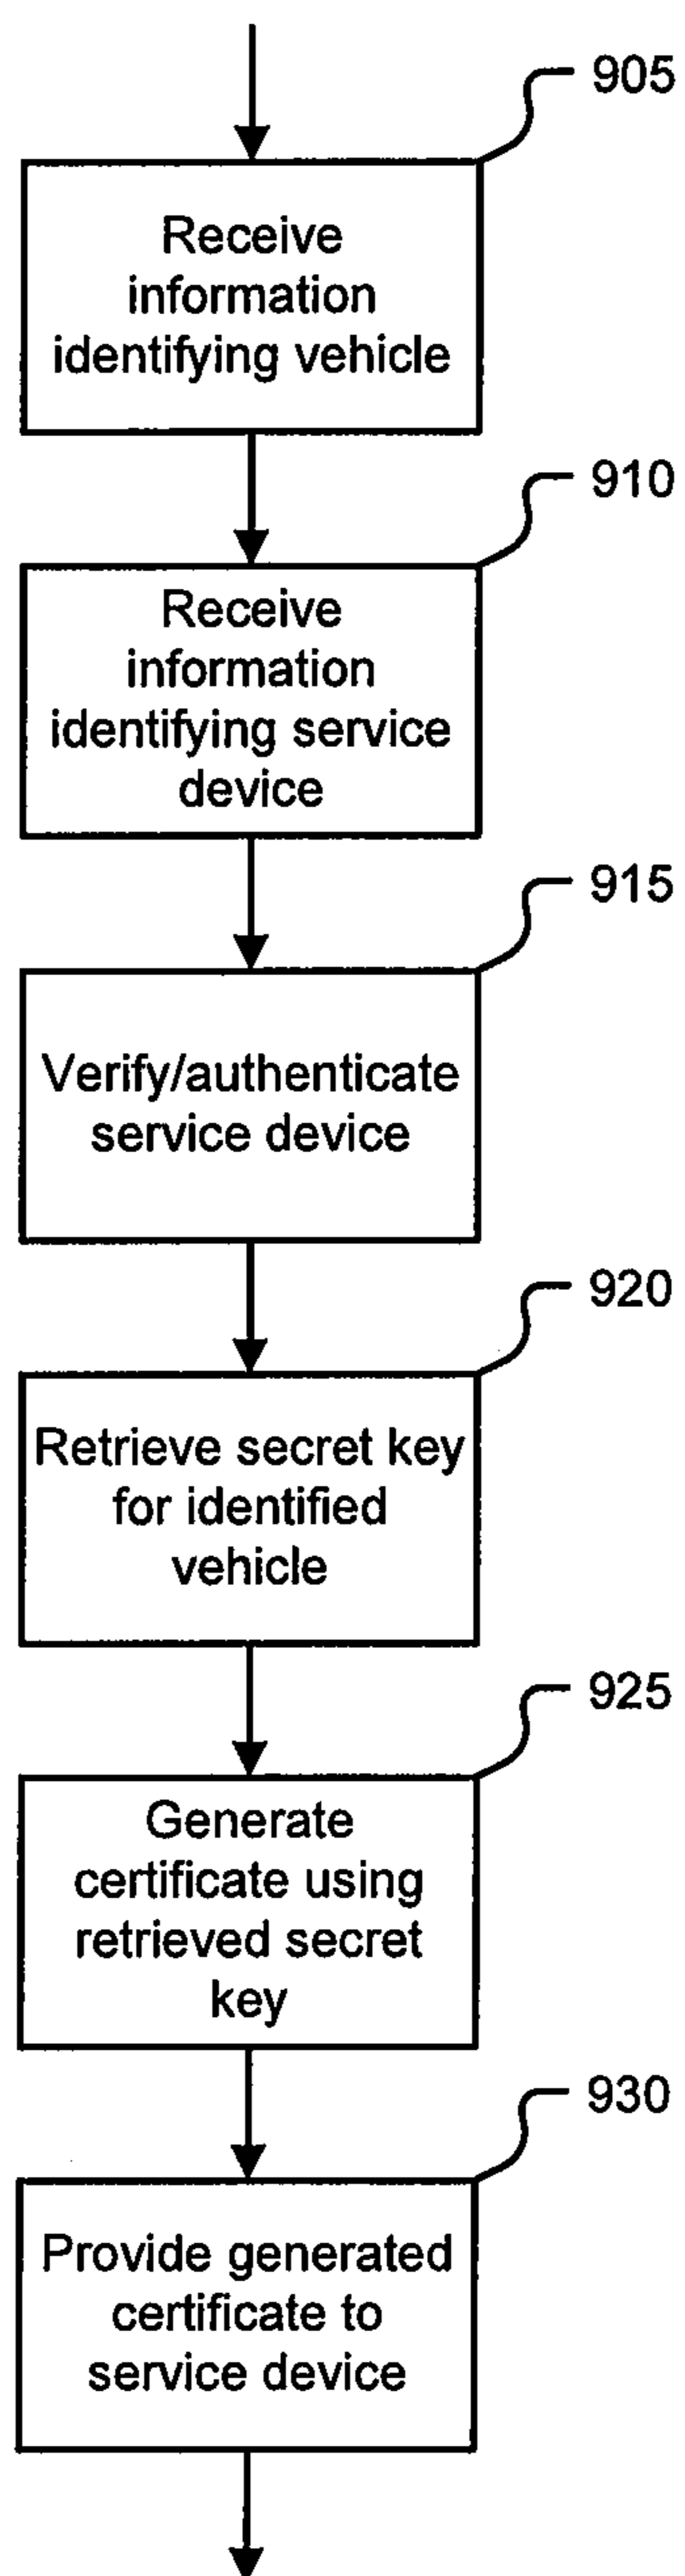 905
Receive
information
identifying vehicle
910
Receive
information
identifying service
device
915
Verify/authenticate
service device
920
Retrieve secret key
for identified
vehicle
925
Generate
certificate using
retrieved secret
key
930
Provide generated
certificate to
service device